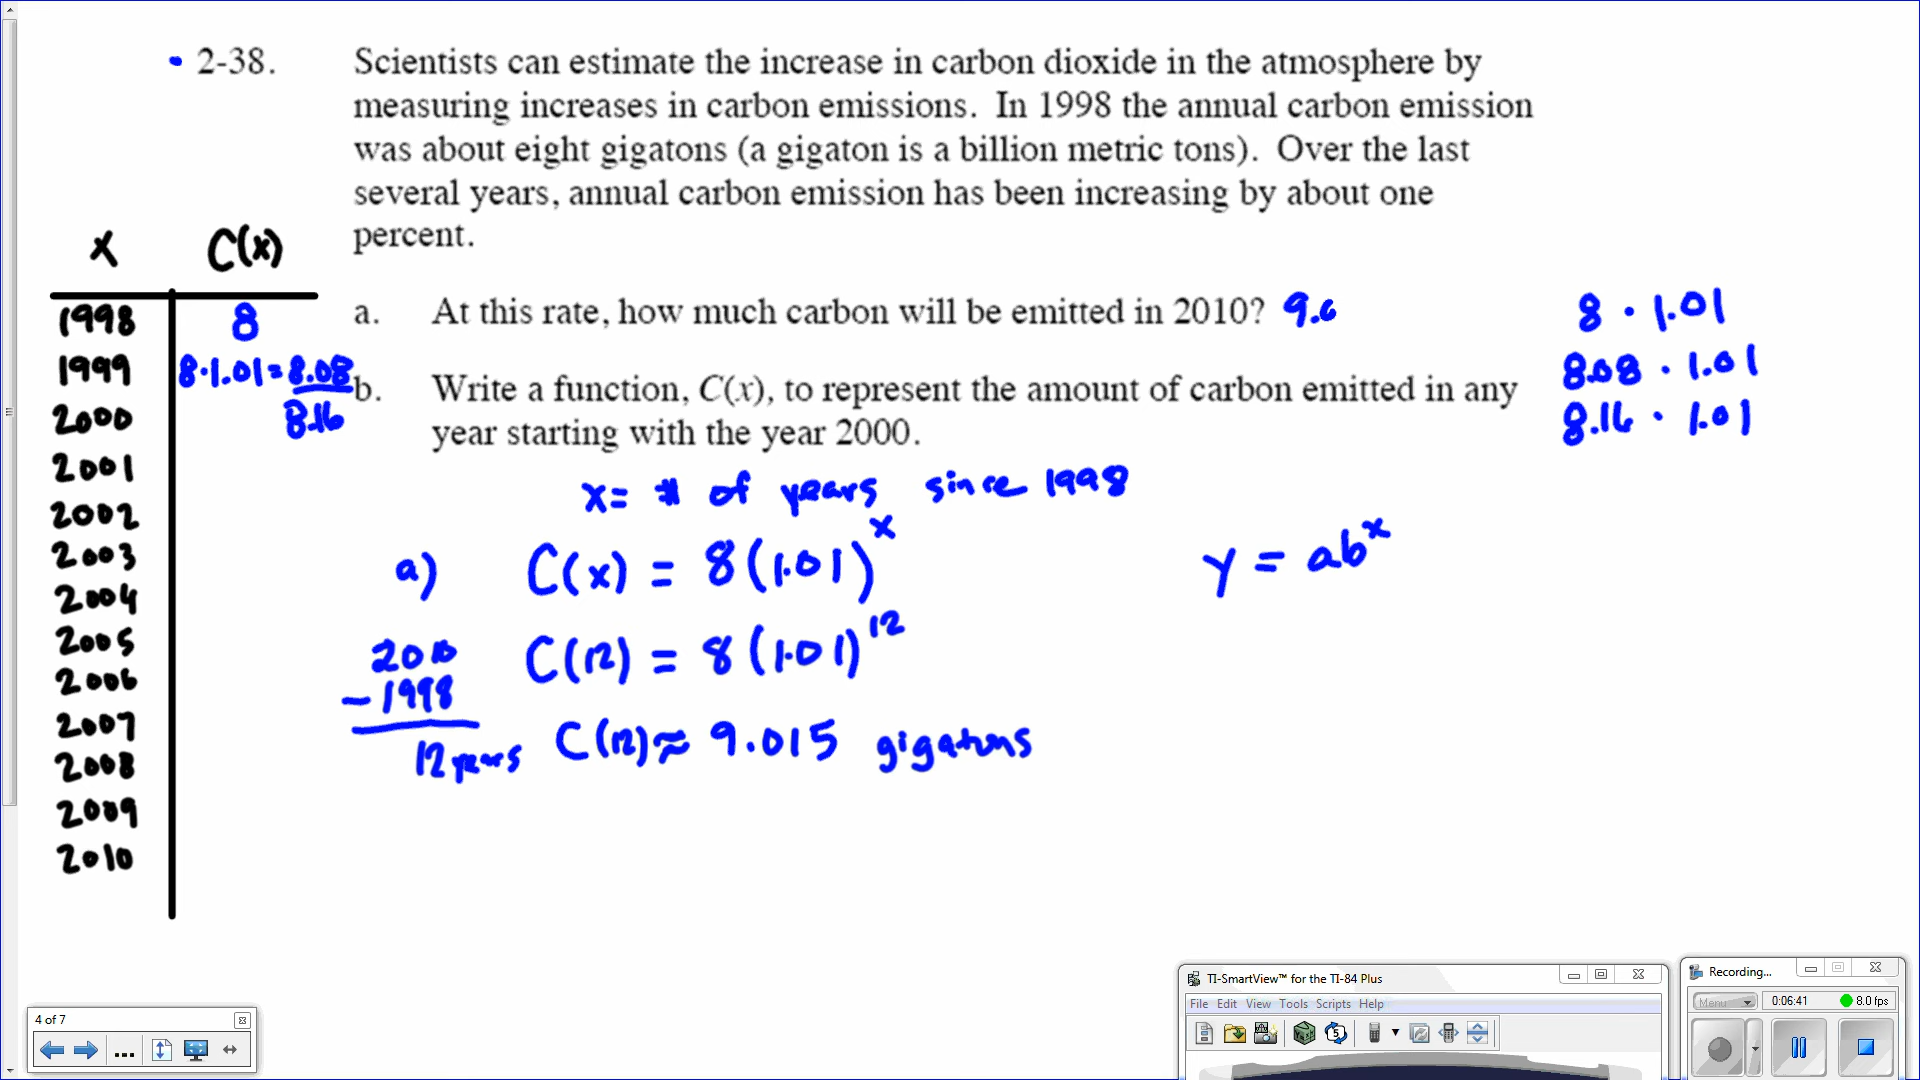 2-38. Scientists can estimate the increase in carbon dioxide in the atmosphere by
measuring increases in carbon emissions. In 1998 the annual carbon emission
was about eight gigatons (a gigaton is a billion metric tons). Over the last
several years, annual carbon emission has been increasing by about one
percent.
x C(x)
1998 8
1999 8·1.01=8.08
2000 8.16
2001
2002
2003
2004
2005
2006
2007
2008
2009
2010
a. At this rate, how much carbon will be emitted in 2010? 9.0
b. Write a function, C(x), to represent the amount of carbon emitted in any
year starting with the year 2000.
8 · 1.01
8.08 · 1.01
8.16 · 1.01
x= # of years since 1998
a) C(x) = 8(1.01)^x
y = ab^x
2010
-1998
12 years
C(12) = 8(1.01)^12
C(12)≈ 9.015 gigatons
4 of 7
TI-SmartView™ for the TI-84 Plus
File Edit View Tools Scripts Help
Recording...
Menu 0:06:41 8.0 fps